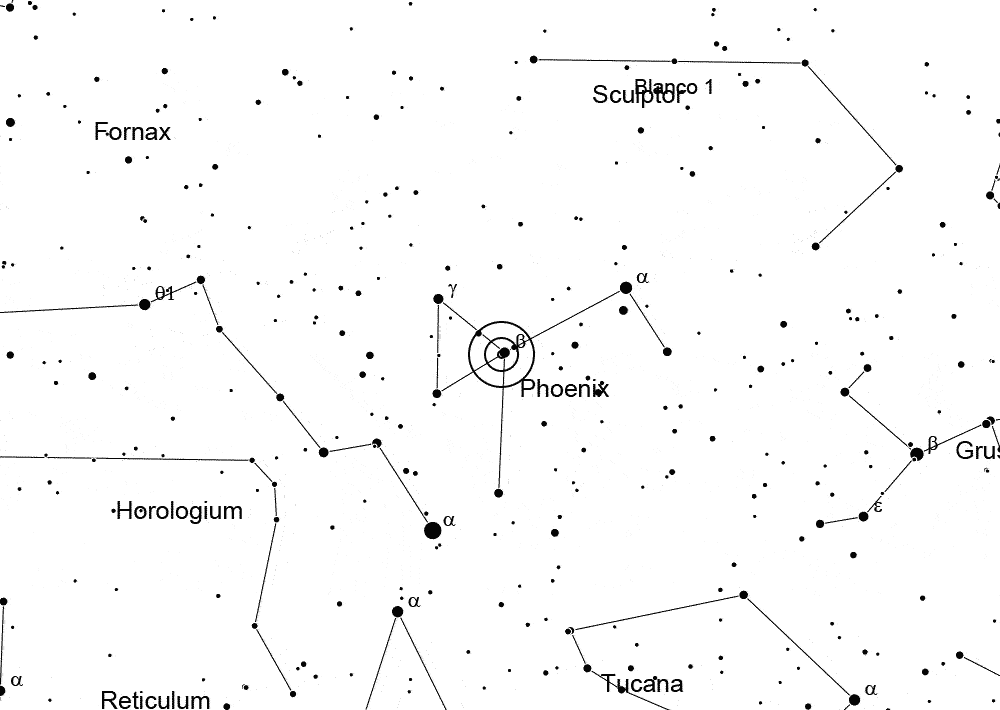 Blanco 1
Sculptor
Fornax
α
θ1
γ
β
Phoenix
β
Grus
ε
Horologium
α
α
α
Tucana
α
Reticulum